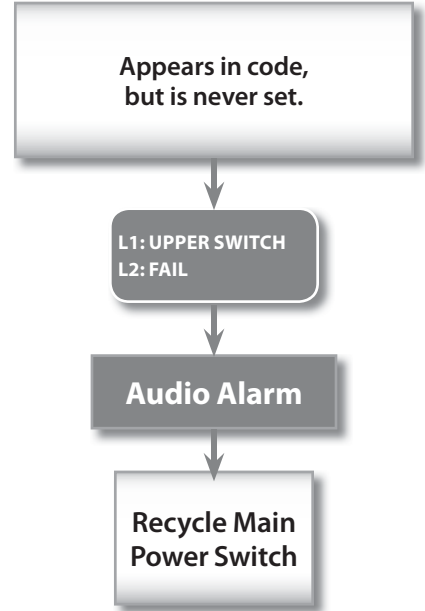 Appears in code,
but is never set.
L1: UPPER SWITCH
L2: FAIL
Audio Alarm
Recycle Main
Power Switch